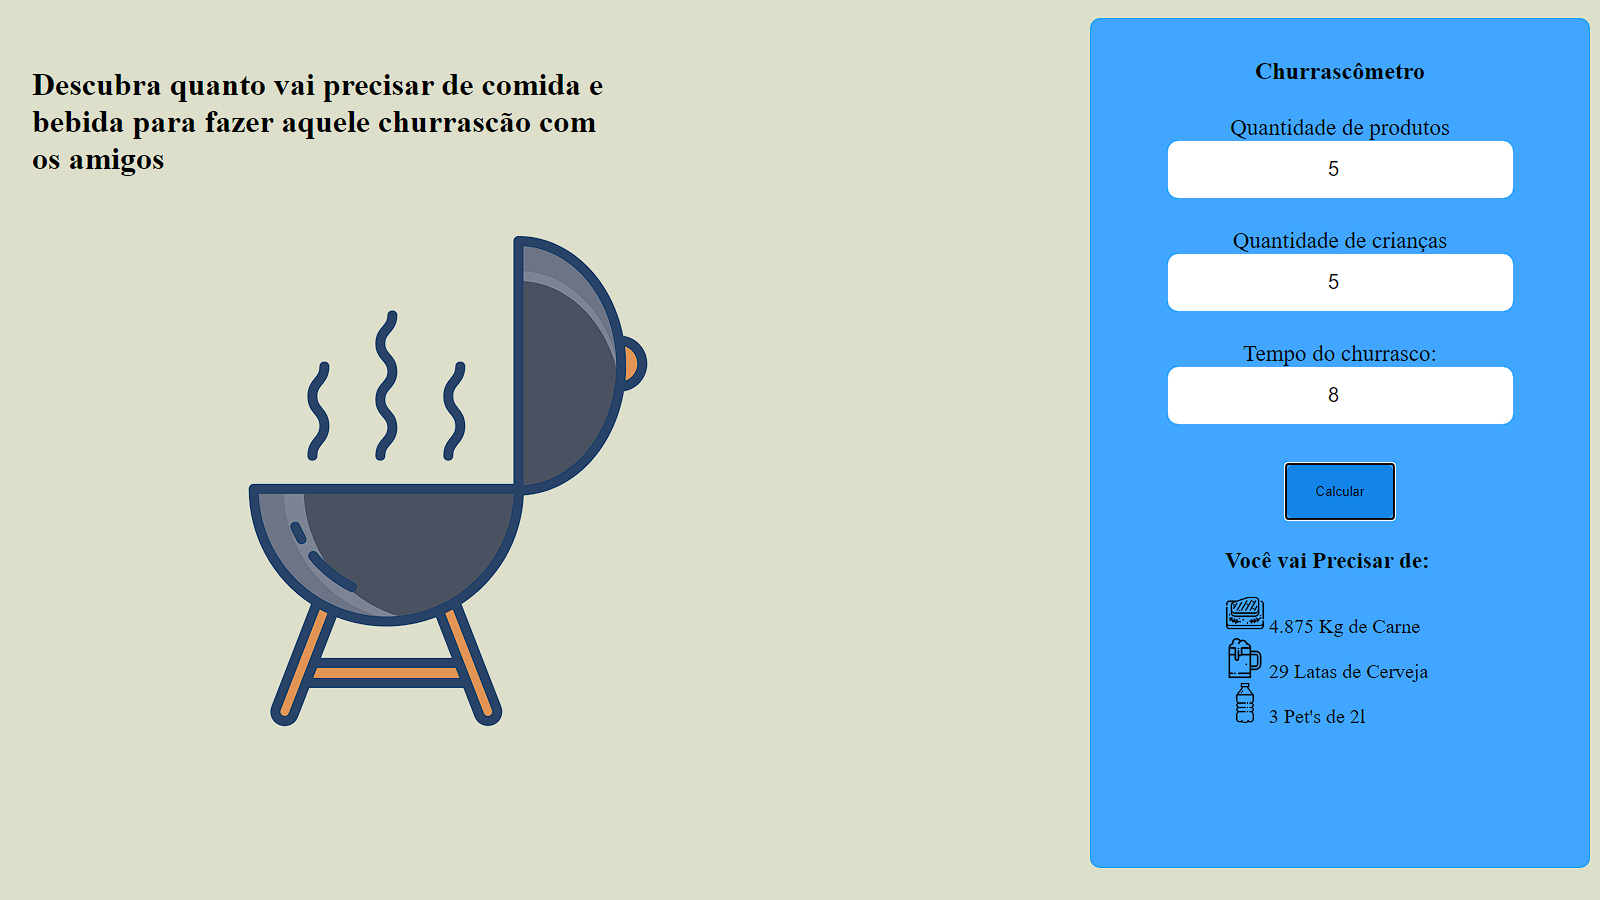 Descubra quanto vai precisar de comida e
bebida para fazer aquele churrascão com
os amigos
Churrascômetro
Quantidade de produtos
5
Quantidade de crianças
5
Tempo do churrasco:
8
Calcular
Você vai Precisar de:
4.875 Kg de Carne
29 Latas de Cerveja
3 Pet's de 2l